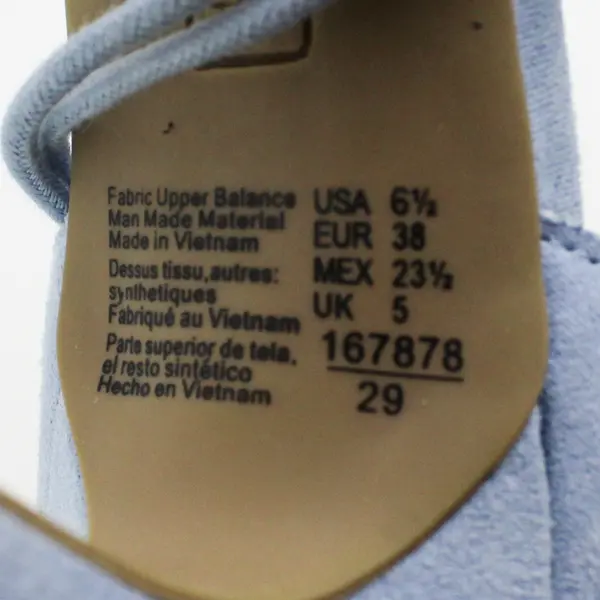 Fabric Upper Balance
Man Made Material
Made in Vietnam
Dessus tissu,autres:
synthetiques
Fabriqué au Vietnam
Parte superior de tela,
el resto sintético
Hecho en Vietnam
USA 6½
EUR 38
MEX 23½
UK 5
167878
29